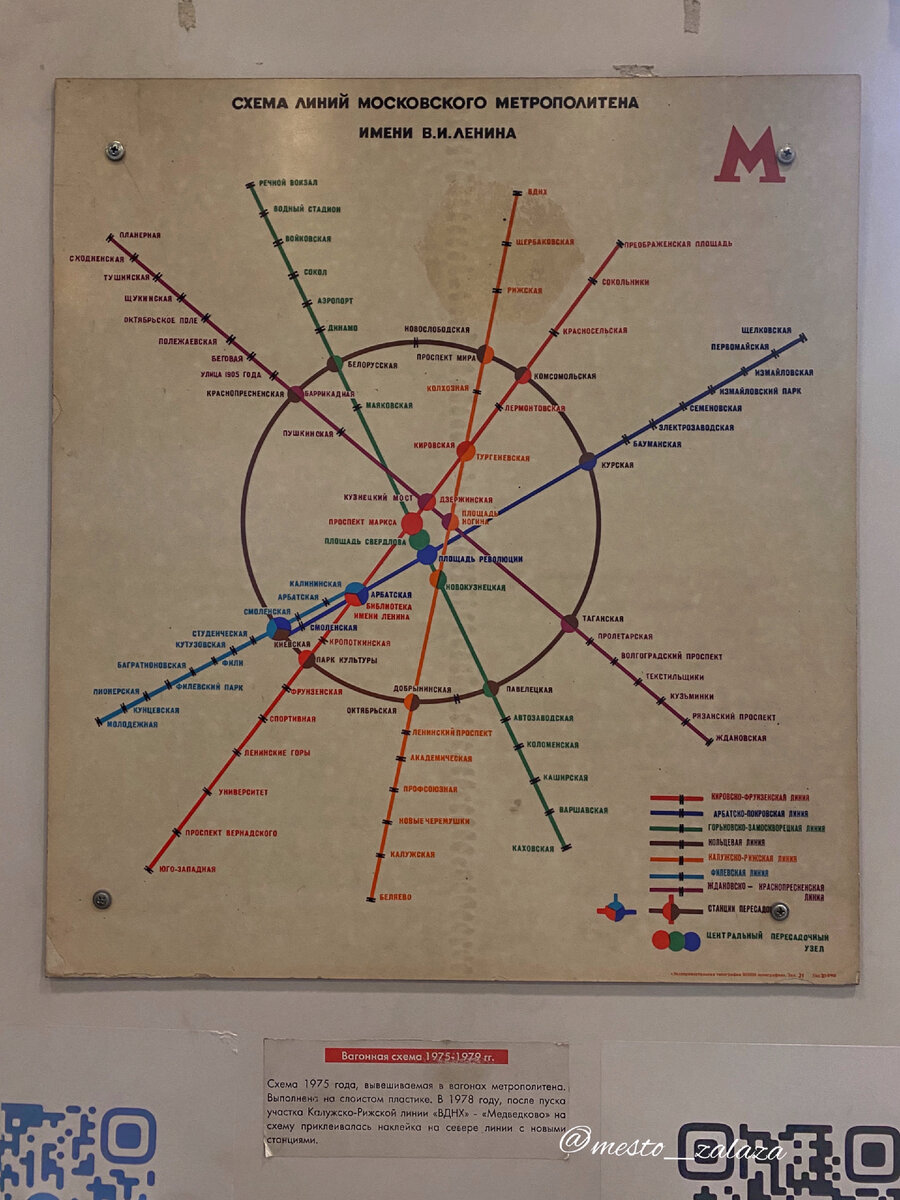 СХЕМА ЛИНИЙ МОСКОВСКОГО МЕТРОПОЛИТЕНА
ИМЕНИ В.И.ЛЕНИНА
М
РЕЧНОЙ ВОКЗАЛ
ВОДНЫЙ СТАДИОН
ВОЙКОВСКАЯ
СОКОЛ
АЭРОПОРТ
ДИНАМО
БЕЛОРУССКАЯ
МАЯКОВСКАЯ
ПЛАНЕРНАЯ
СХОДНЕНСКАЯ
ТУШИНСКАЯ
ЩУКИНСКАЯ
ОКТЯБРЬСКОЕ ПОЛЕ
ПОЛЕЖАЕВСКАЯ
БЕГОВАЯ
УЛИЦА 1905 ГОДА
КРАСНОПРЕСНЕНСКАЯ
БАРРИКАДНАЯ
ПУШКИНСКАЯ
НОВОСЛОБОДСКАЯ
ВДНХ
ЩЕРБАКОВСКАЯ
РИЖСКАЯ
ПРОСПЕКТ МИРА
КОЛХОЗНАЯ
ПРЕОБРАЖЕНСКАЯ ПЛОЩАДЬ
СОКОЛЬНИКИ
КРАСНОСЕЛЬСКАЯ
КОМСОМОЛЬСКАЯ
ЛЕРМОНТОВСКАЯ
КИРОВСКАЯ
ТУРГЕНЕВСКАЯ
ЩЕЛКОВСКАЯ
ПЕРВОМАЙСКАЯ
ИЗМАЙЛОВСКАЯ
ИЗМАЙЛОВСКИЙ ПАРК
СЕМЕНОВСКАЯ
ЭЛЕКТРОЗАВОДСКАЯ
БАУМАНСКАЯ
КУРСКАЯ
КУЗНЕЦКИЙ МОСТ
ДЗЕРЖИНСКАЯ
ПРОСПЕКТ МАРКСА
ПЛОЩАДЬ
НОГИНА
ПЛОЩАДЬ СВЕРДЛОВА
ПЛОЩАДЬ РЕВОЛЮЦИИ
НОВОКУЗНЕЦКАЯ
КАЛИНИНСКАЯ
АРБАТСКАЯ
АРБАТСКАЯ
БИБЛИОТЕКА
ИМЕНИ ЛЕНИНА
СМОЛЕНСКАЯ
СМОЛЕНСКАЯ
СТУДЕНЧЕСКАЯ
КИЕВСКАЯ
КУТУЗОВСКАЯ
ФИЛИ
БАГРАТИОНОВСКАЯ
ФИЛЕВСКИЙ ПАРК
ПИОНЕРСКАЯ
КУНЦЕВСКАЯ
МОЛОДЕЖНАЯ
КРОПОТКИНСКАЯ
ПАРК КУЛЬТУРЫ
ФРУНЗЕНСКАЯ
СПОРТИВНАЯ
ЛЕНИНСКИЕ ГОРЫ
УНИВЕРСИТЕТ
ПРОСПЕКТ ВЕРНАДСКОГО
ЮГО-ЗАПАДНАЯ
ДОБРЫНИНСКАЯ
ОКТЯБРЬСКАЯ
ЛЕНИНСКИЙ ПРОСПЕКТ
АКАДЕМИЧЕСКАЯ
ПРОФСОЮЗНАЯ
НОВЫЕ ЧЕРЕМУШКИ
КАЛУЖСКАЯ
БЕЛЯЕВО
ПАВЕЛЕЦКАЯ
АВТОЗАВОДСКАЯ
КОЛОМЕНСКАЯ
КАШИРСКАЯ
ВАРШАВСКАЯ
КАХОВСКАЯ
ТАГАНСКАЯ
ПРОЛЕТАРСКАЯ
ВОЛГОГРАДСКИЙ ПРОСПЕКТ
ТЕКСТИЛЬЩИКИ
КУЗЬМИНКИ
РЯЗАНСКИЙ ПРОСПЕКТ
ЖДАНОВСКАЯ
КИРОВСКО-ФРУНЗЕНСКАЯ ЛИНИЯ
АРБАТСКО-ПОКРОВСКАЯ ЛИНИЯ
ГОРЬКОВСКО-ЗАМОСКВОРЕЦКАЯ ЛИНИЯ
КОЛЬЦЕВАЯ ЛИНИЯ
КАЛУЖСКО-РИЖСКАЯ ЛИНИЯ
ФИЛЕВСКАЯ ЛИНИЯ
ЖДАНОВСКО – КРАСНОПРЕСНЕНСКАЯ
ЛИНИЯ
СТАНЦИИ
ЦЕНТРАЛЬНЫЙ ПЕРЕСАДОЧНЫЙ
УЗЕЛ
Вагонная схема 1975-1979 гг.
Схема 1975 года, вывешиваемая в вагонах метрополитена.
Выполнена на слоистом пластике. В 1978 году, после пуска
участка Калужско-Рижской линии «ВДНХ» - «Медведково» на
схему приклеивалась наклейка на севере линии с новыми
станциями.
@mesto_zalaza